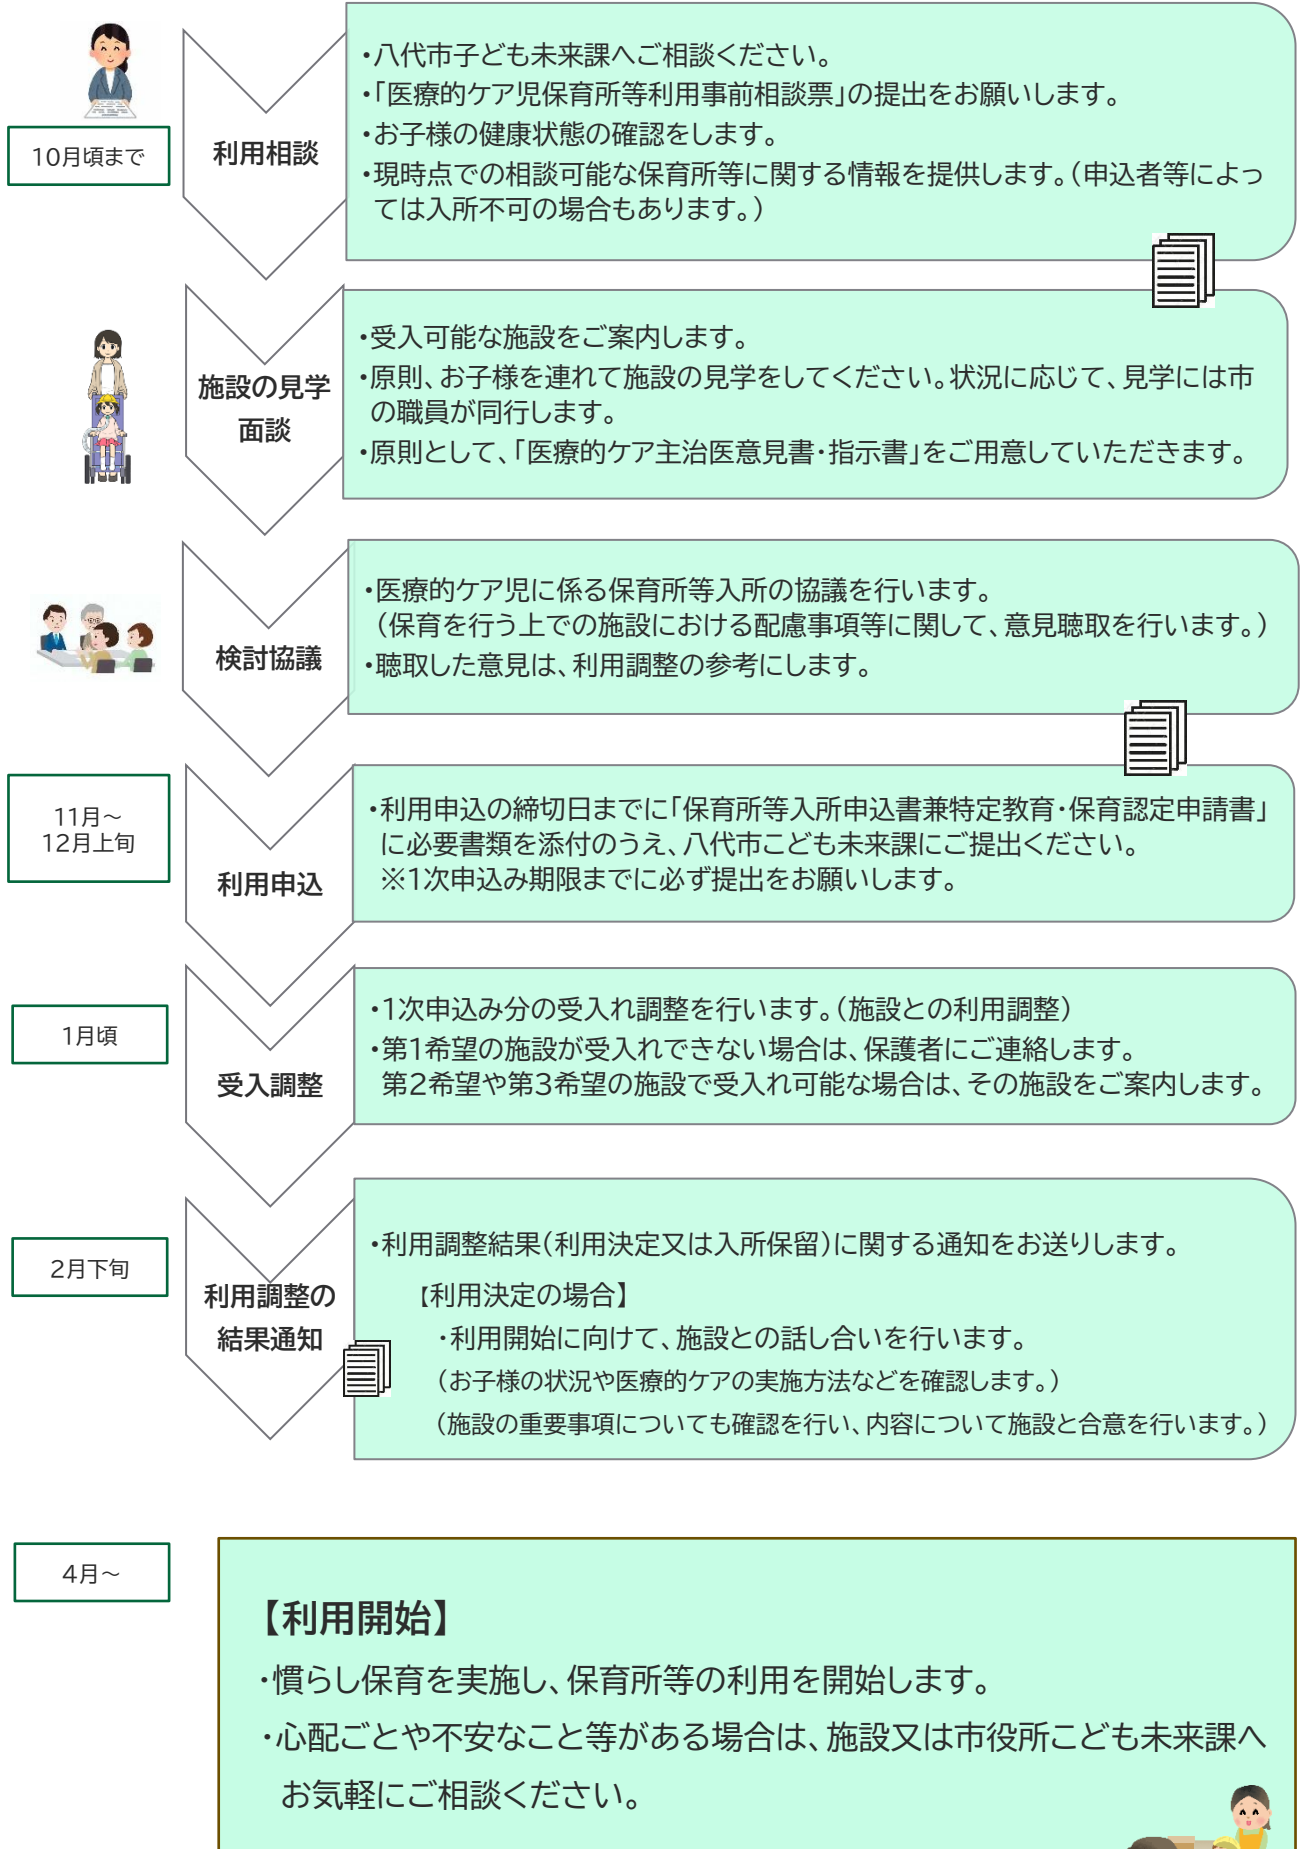 10月頃まで
利用相談
・八代市子ども未来課へご相談ください。
・「医療的ケア児保育所等利用事前相談票」の提出をお願いします。
・お子様の健康状態の確認をします。
・現時点での相談可能な保育所等に関する情報を提供します。（申込者等によっ
ては入所不可の場合もあります。）
施設の見学
面談
・受入可能な施設をご案内します。
・原則、お子様を連れて施設の見学をしてください。状況に応じて、見学には市
の職員が同行します。
・原則として、「医療的ケア主治医意見書・指示書」をご用意していただきます。
検討協議
・医療的ケア児に係る保育所等入所の協議を行います。
（保育を行う上での施設における配慮事項等に関して、意見聴取を行います。）
・聴取した意見は、利用調整の参考にします。
11月～
12月上旬
利用申込
・利用申込の締切日までに「保育所等入所申込書兼特定教育・保育認定申請書」
に必要書類を添付のうえ、八代市こども未来課にご提出ください。
※1次申込み期限までに必ず提出をお願いします。
1月頃
受入調整
・1次申込み分の受入れ調整を行います。（施設との利用調整）
・第1希望の施設が受入れできない場合は、保護者にご連絡します。
第2希望や第3希望の施設で受入れ可能な場合は、その施設をご案内します。
2月下旬
利用調整の
結果通知
・利用調整結果（利用決定又は入所保留）に関する通知をお送りします。
【利用決定の場合】
・利用開始に向けて、施設との話し合いを行います。
（お子様の状況や医療的ケアの実施方法などを確認します。）
（施設の重要事項についても確認を行い、内容について施設と合意を行います。）
4月～
【利用開始】
・慣らし保育を実施し、保育所等の利用を開始します。
・心配ごとや不安なこと等がある場合は、施設又は市役所こども未来課へ
お気軽にご相談ください。